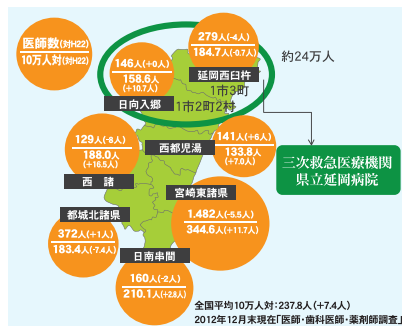 医師数(対H22)
10万人対(対H22)
146人(+0人)
158.6人
(+10.7人)
日向入郷
279人(-4人)
184.7人(-0.7人)
延岡西臼杵
1市3町
1市2町2村
約24万人
三次救急医療機関
県立延岡病院
129人(-8人)
188.0人
(+16.5人)
西 諸
西都児湯
141人(+6人)
133.8人
(+7.0人)
宮崎東諸県
1.482人(-5.5人)
344.6人(+11.7人)
都城北諸県
372人(+1人)
183.4人(-7.4人)
日南串間
160人(-2人)
210.1人(+2.8人)
全国平均10万人対：237.8人(+7.4人)
2012年12月末現在「医師・歯科医師・薬剤師調査」